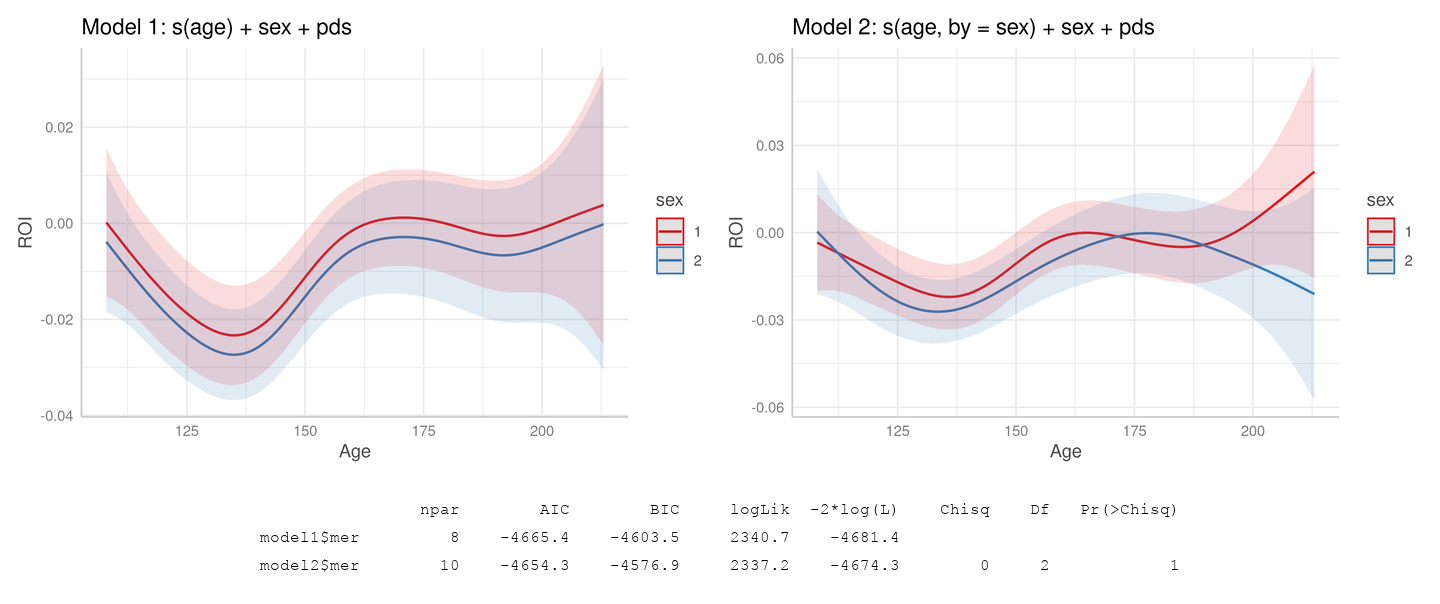 Model 1: s(age) + sex + pds
0.02
0.00
-0.02
-0.04
ROI
125 150 175 200
Age
sex
1
2
Model 2: s(age, by = sex) + sex + pds
0.06
0.03
0.00
-0.03
-0.06
ROI
125 150 175 200
Age
sex
1
2
npar AIC BIC logLik -2*log(L) Chisq Df Pr(>Chisq)
model1$mer 8 -4665.4 -4603.5 2340.7 -4681.4
model2$mer 10 -4654.3 -4576.9 2337.2 -4674.3 0 2 1